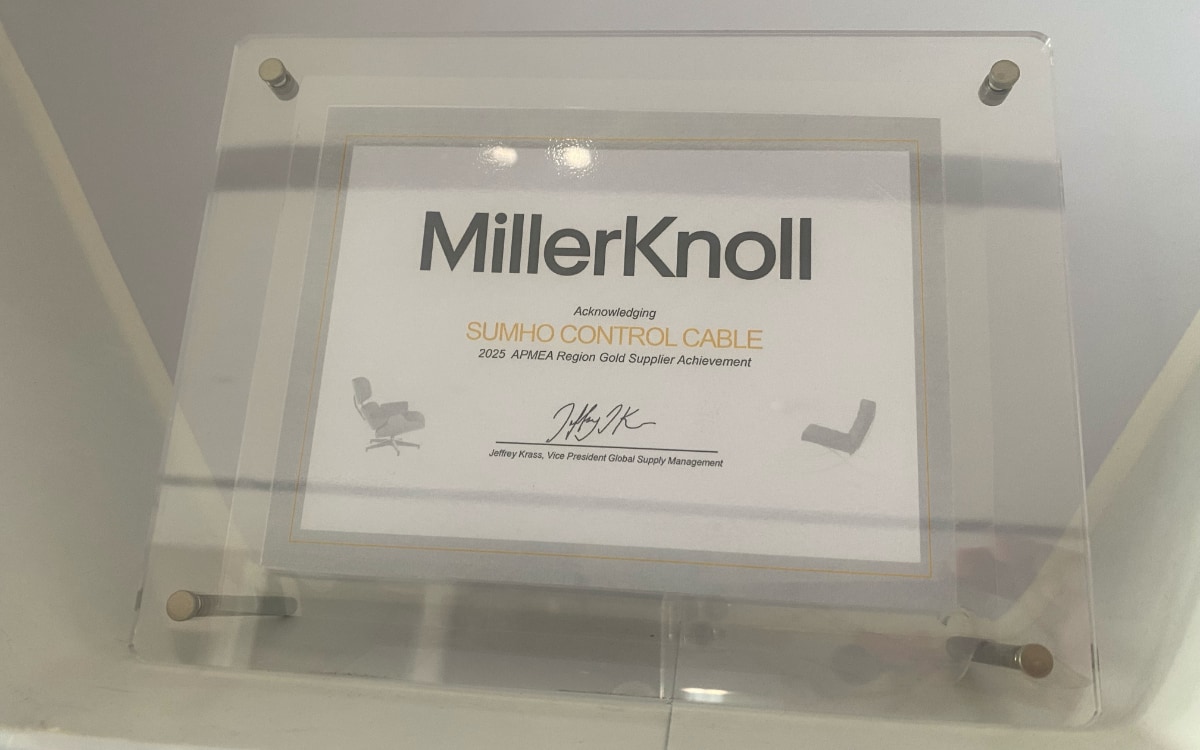 MillerKnoll
Acknowledging
SUMHO CONTROL CABLE
2025 APMEA Region Gold Supplier Achievement
Jeffrey Krass, Vice President Global Supply Management